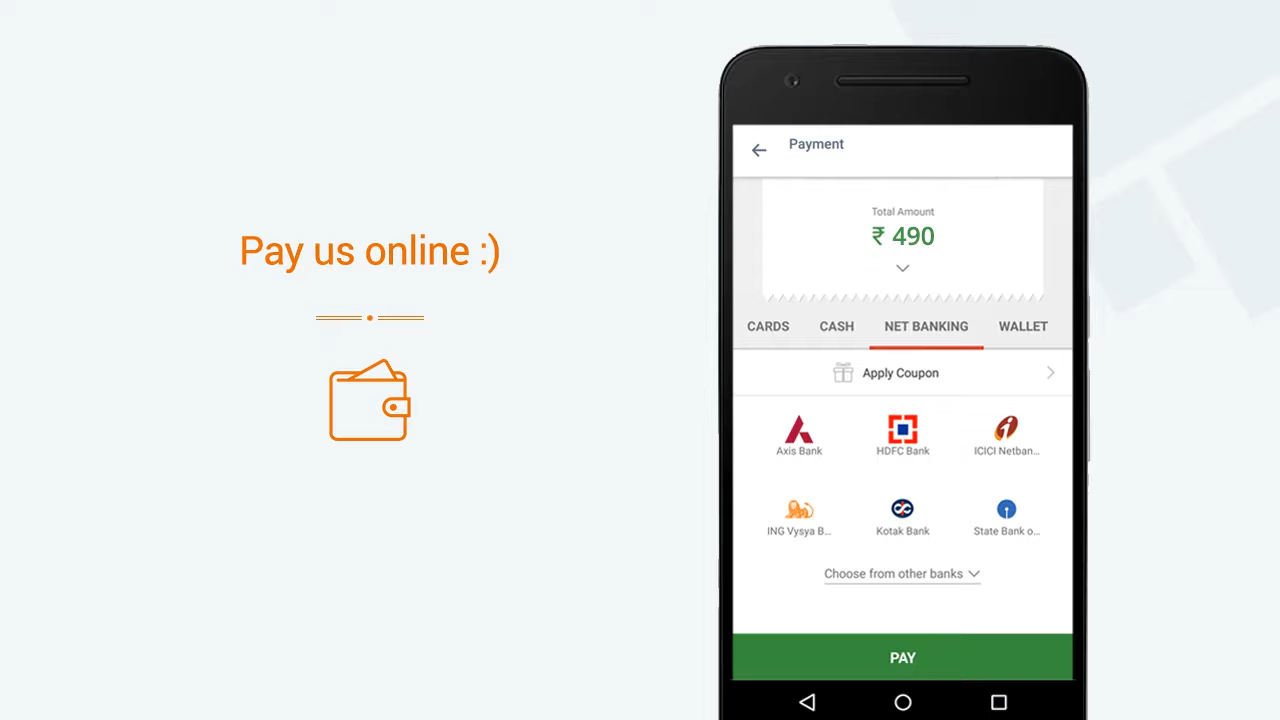 Pay us online :)
Payment
Total Amount
₹ 490
CARDS CASH NET BANKING WALLET
Apply Coupon
Axis Bank HDFC Bank ICICI Netban...
ING Vysya B... Kotak Bank State Bank o...
Choose from other banks
PAY